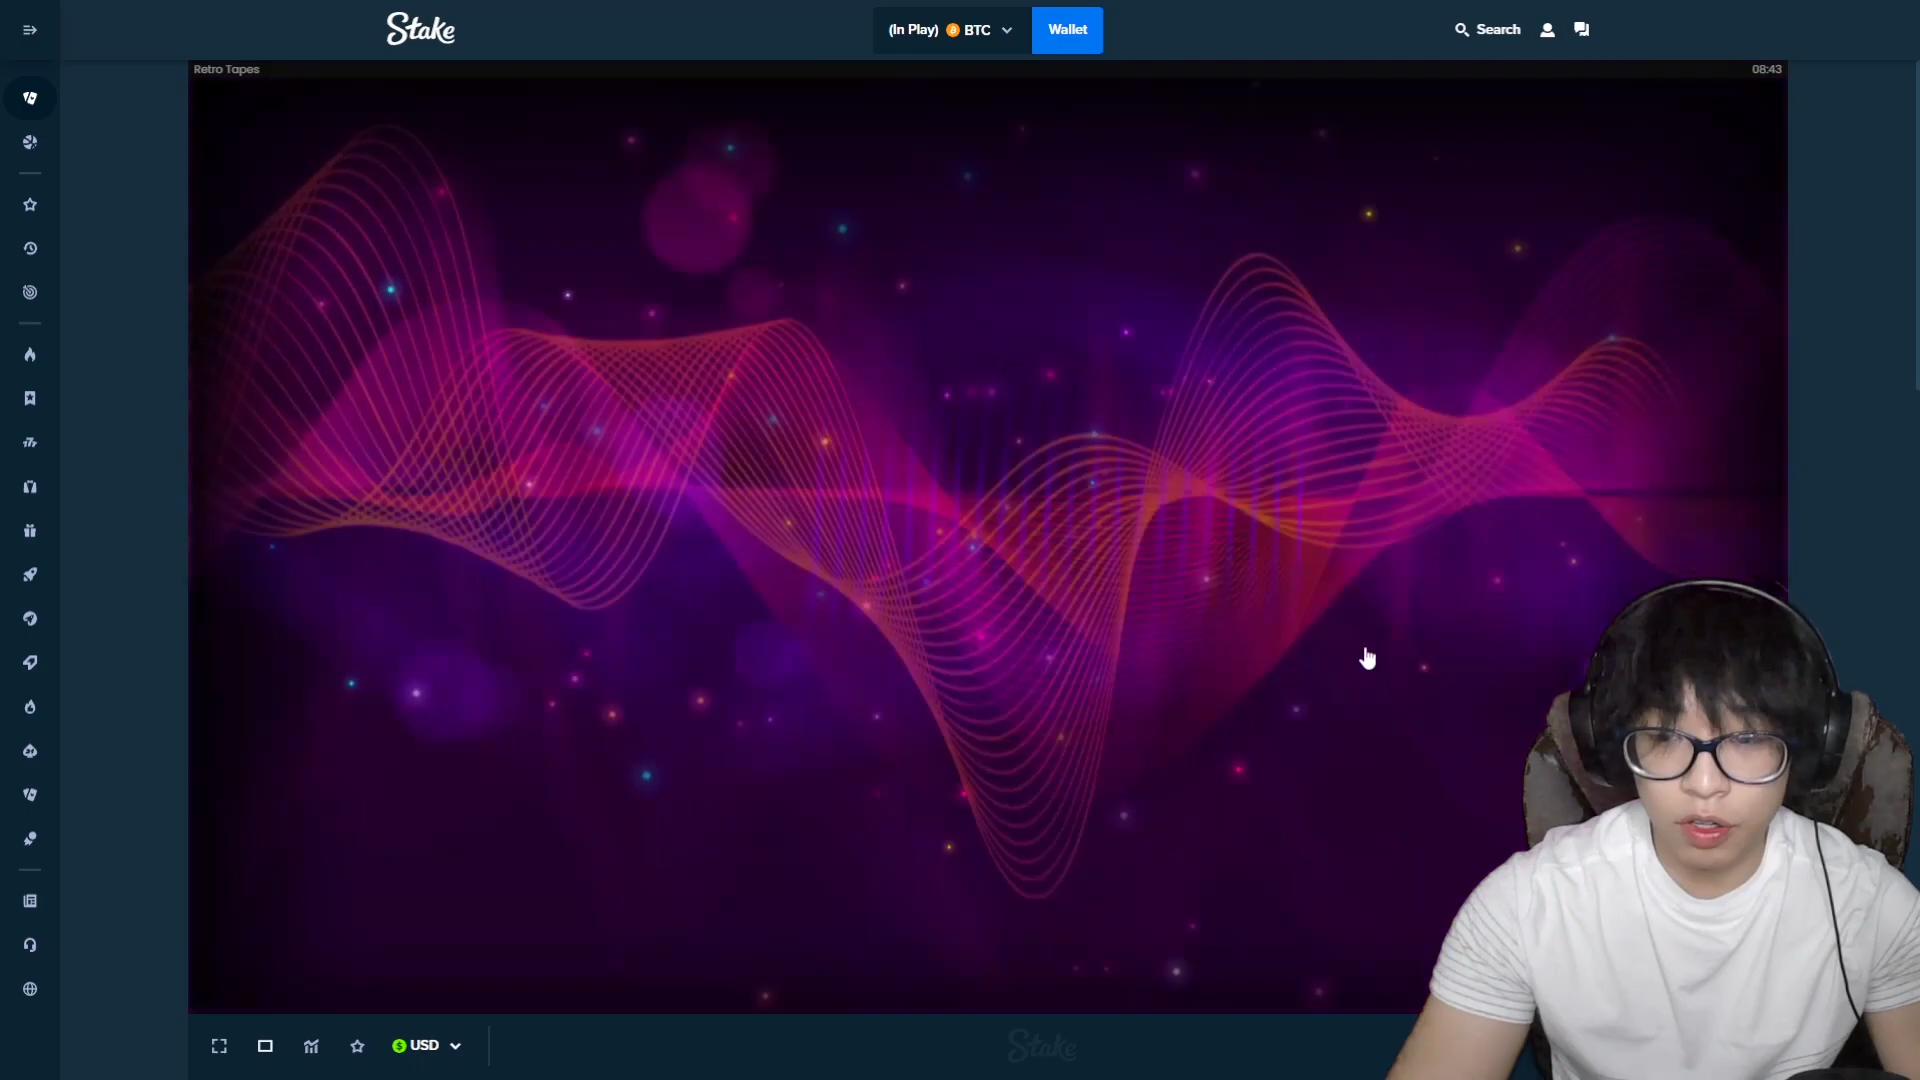 Stake
(In Play) BTC
Wallet
Search
Retro Tapes
08:43
USD
Stake